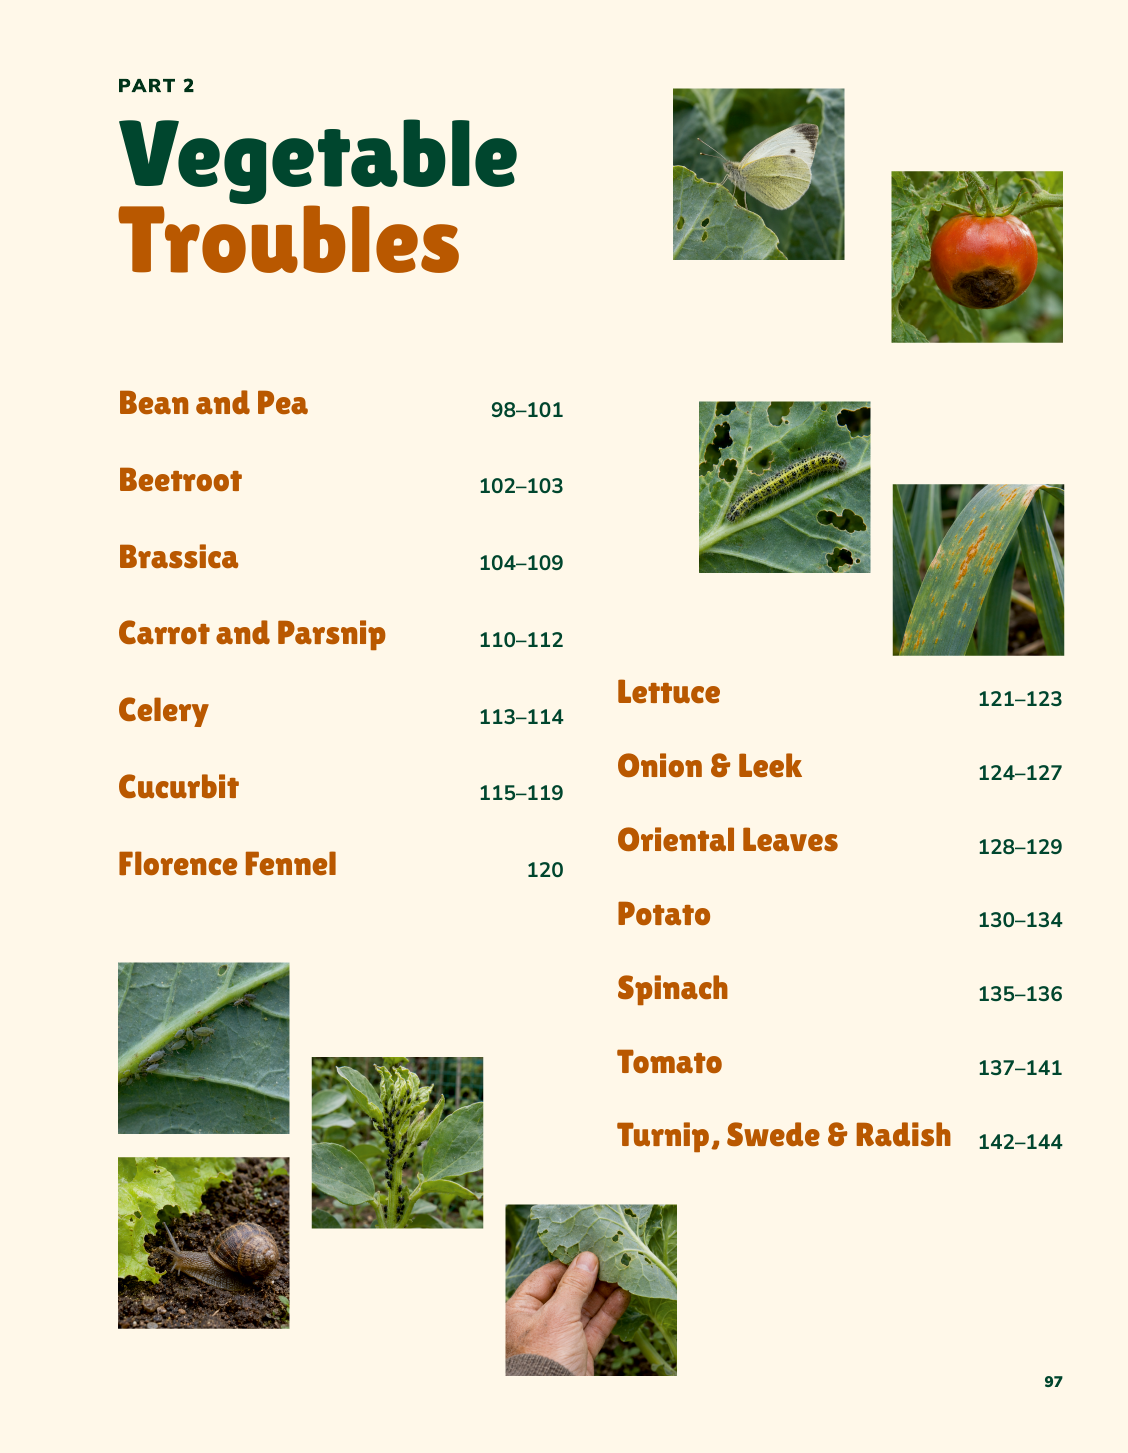 PART 2
Vegetable
Troubles
Bean and Pea 98–101
Beetroot 102–103
Brassica 104–109
Carrot and Parsnip 110–112
Celery 113–114
Cucurbit 115–119
Florence Fennel 120
Lettuce 121–123
Onion & Leek 124–127
Oriental Leaves 128–129
Potato 130–134
Spinach 135–136
Tomato 137–141
Turnip, Swede & Radish 142–144
97